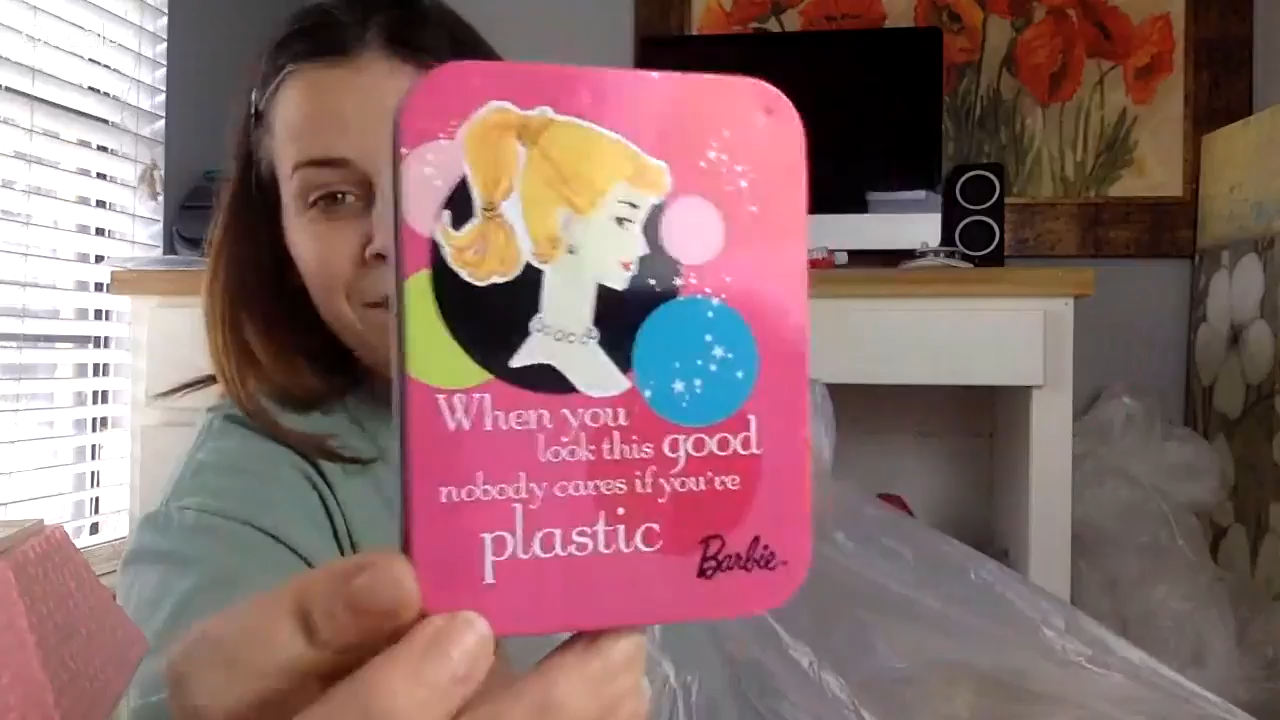 When you
look this good
nobody cares if you're
plastic
Barbie